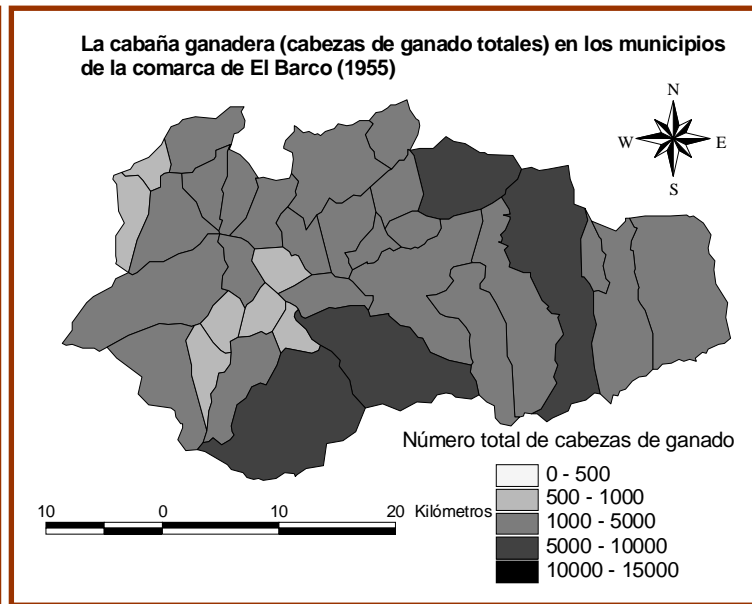 La cabaña ganadera (cabezas de ganado totales) en los municipios
de la comarca de El Barco (1955)
N
W E
S
Número total de cabezas de ganado
0 - 500
500 - 1000
1000 - 5000
5000 - 10000
10000 - 15000
10 0 10 20 Kilómetros